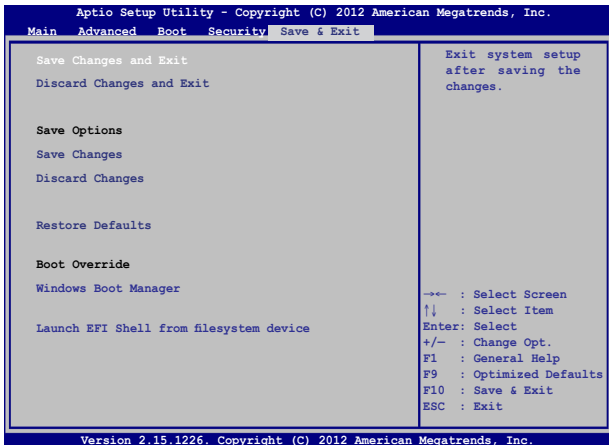 Aptio Setup Utility - Copyright (C) 2012 American Megatrends, Inc.
Main Advanced Boot Security Save & Exit
Save Changes and Exit
Discard Changes and Exit
Save Options
Save Changes
Discard Changes
Restore Defaults
Boot Override
Windows Boot Manager
Launch EFI Shell from filesystem device
Exit system setup
after saving the
changes.
→← : Select Screen
↑↓ : Select Item
Enter: Select
+/— : Change Opt.
F1 : General Help
F9 : Optimized Defaults
F10 : Save & Exit
ESC : Exit
Version 2.15.1226. Copyright (C) 2012 American Megatrends, Inc.